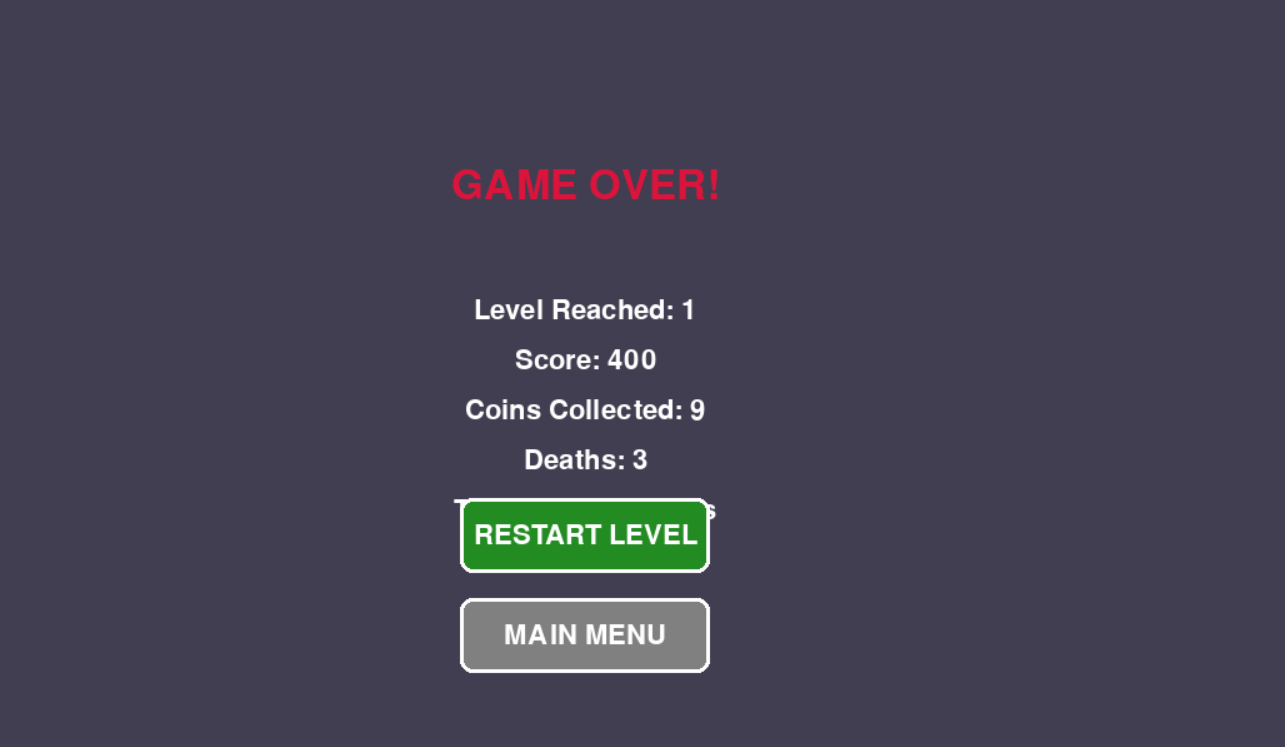 GAME OVER!
Level Reached: 1
Score: 400
Coins Collected: 9
Deaths: 3
RESTART LEVEL
MAIN MENU